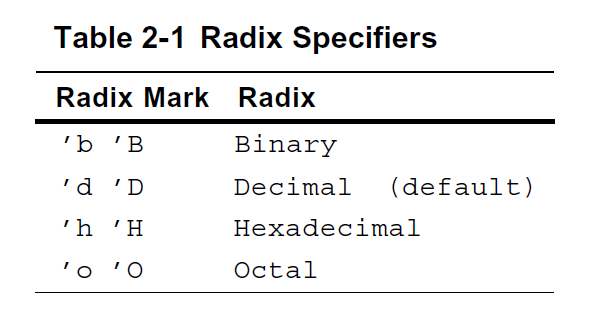 Table 2-1 Radix Specifiers
Radix Mark Radix
’b ’B Binary
’d ’D Decimal (default)
’h ’H Hexadecimal
’o ’O Octal